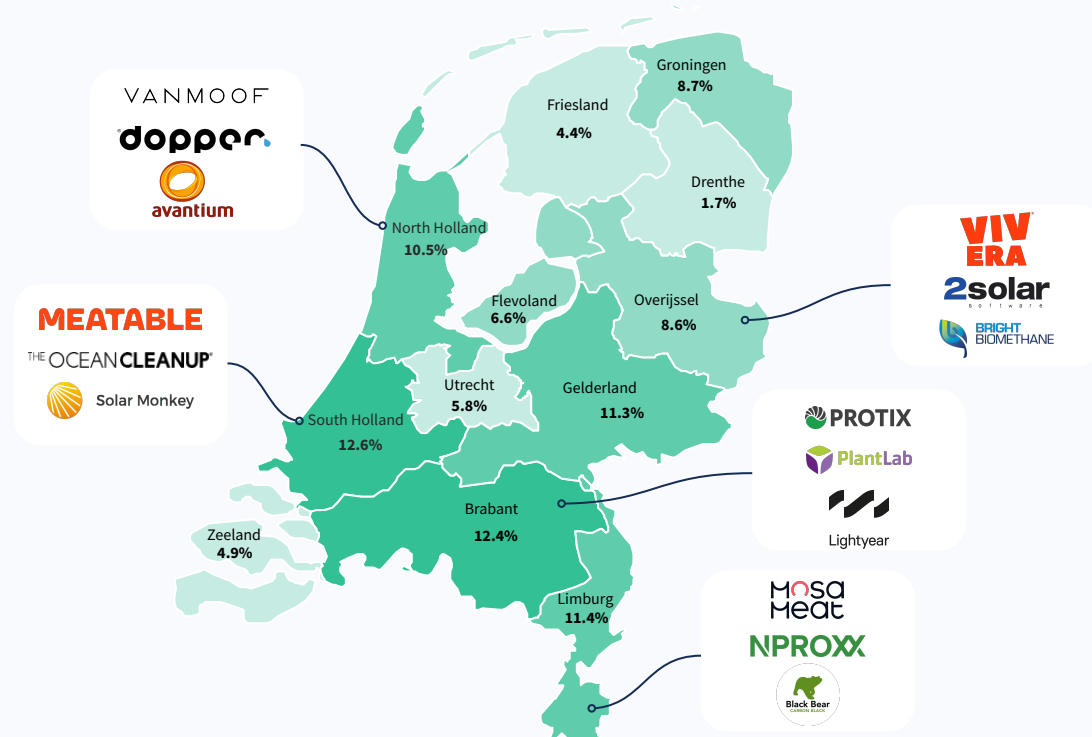 Groningen
8.7%
Friesland
4.4%
VANMOOF
dopper
avantium
Drenthe
1.7%
North Holland
10.5%
VIV
ERA
2solar
software
BRIGHT
BIOMETHANE
Flevoland
6.6%
Overijssel
8.6%
MEATABLE
THE OCEAN CLEANUP
Solar Monkey
Utrecht
5.8%
Gelderland
11.3%
South Holland
12.6%
PROTIX
PlantLab
Lightyear
Brabant
12.4%
Zeeland
4.9%
Limburg
11.4%
Mosa
Meat
NPROXX
Black Bear
CARBON BLACK